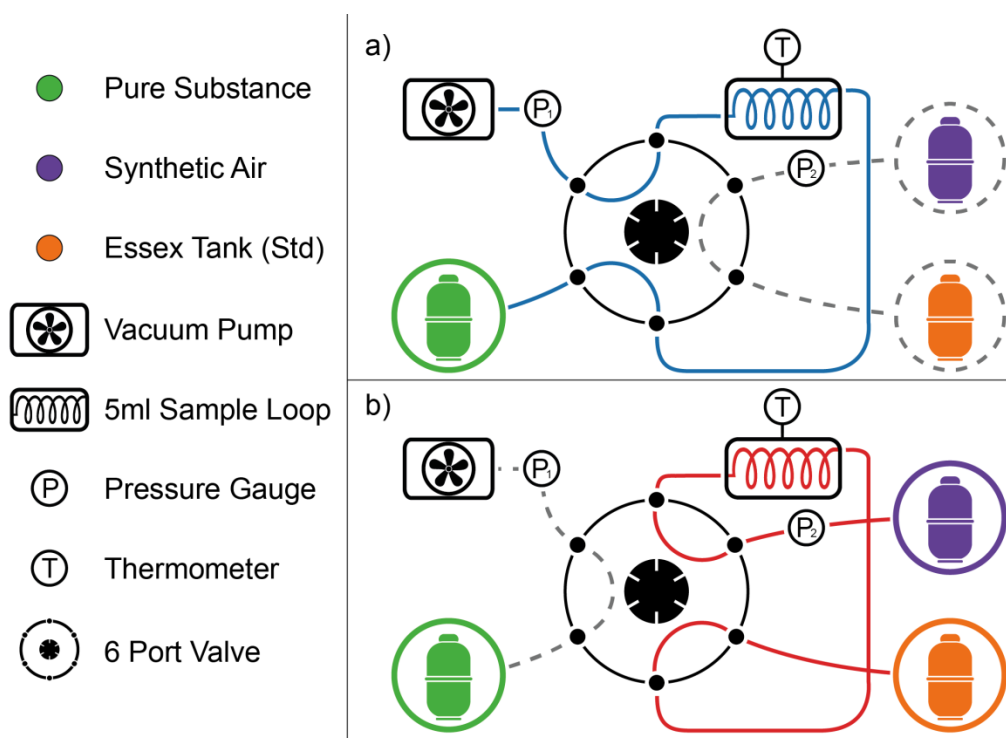 Pure Substance
Synthetic Air
Essex Tank (Std)
Vacuum Pump
5ml Sample Loop
P Pressure Gauge
T Thermometer
6 Port Valve
a)
T
P1
P2
b)
T
P1
P2